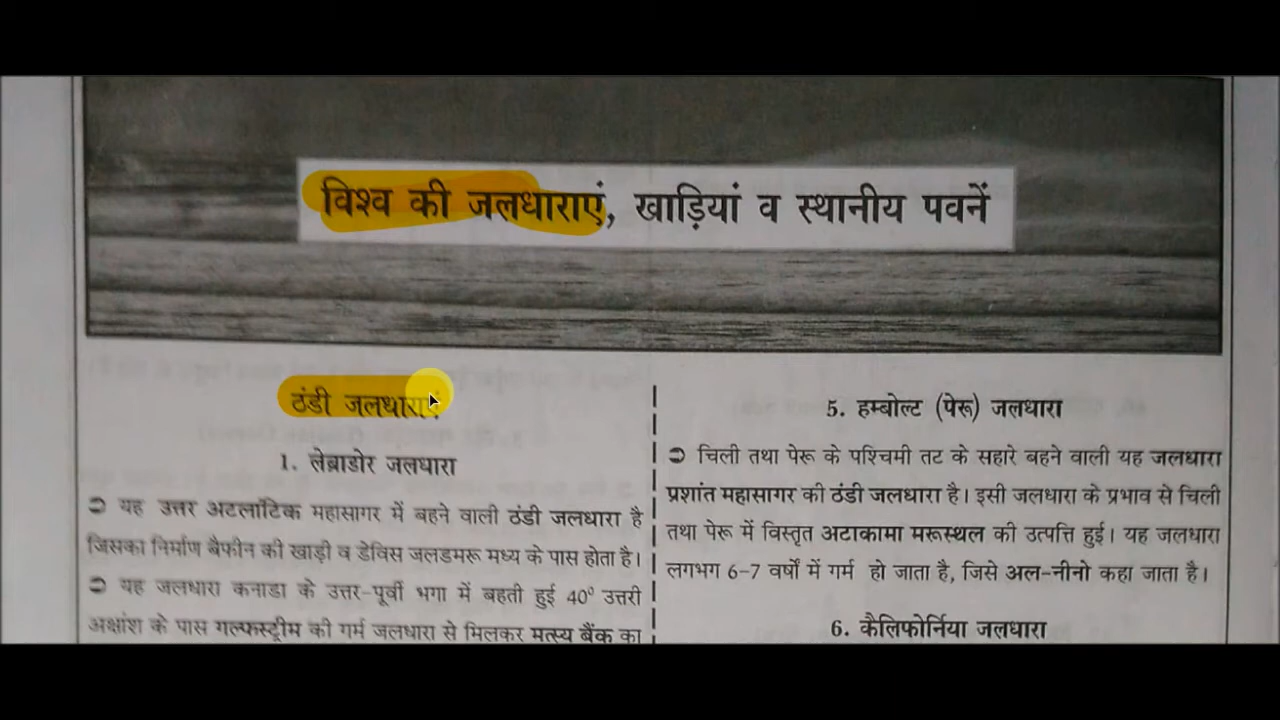 विश्व की जलधाराएं, खाड़ियां व स्थानीय पवनें
ठंडी जलधाराएं
1. लेब्राडोर जलधारा
➲ यह उत्तर अटलांटिक महासागर में बहने वाली ठंडी जलधारा है
जिसका निर्माण बैफीन की खाड़ी व डेविस जलडमरू मध्य के पास होता है।
➲ यह जलधारा कनाडा के उत्तर-पूर्वी भगा में बहती हुई 40⁰ उत्तरी
अक्षांश के पास गल्फस्ट्रीम की गर्म जलधारा से मिलकर मत्स्य बैंक का
5. हम्बोल्ट (पेरू) जलधारा
➲ चिली तथा पेरू के पश्चिमी तट के सहारे बहने वाली यह जलधारा
प्रशांत महासागर की ठंडी जलधारा है। इसी जलधारा के प्रभाव से चिली
तथा पेरू में विस्तृत अटाकामा मरूस्थल की उत्पत्ति हुई। यह जलधारा
लगभग 6-7 वर्षों में गर्म हो जाता है, जिसे अल-नीनो कहा जाता है।
6. कैलिफोर्निया जलधारा